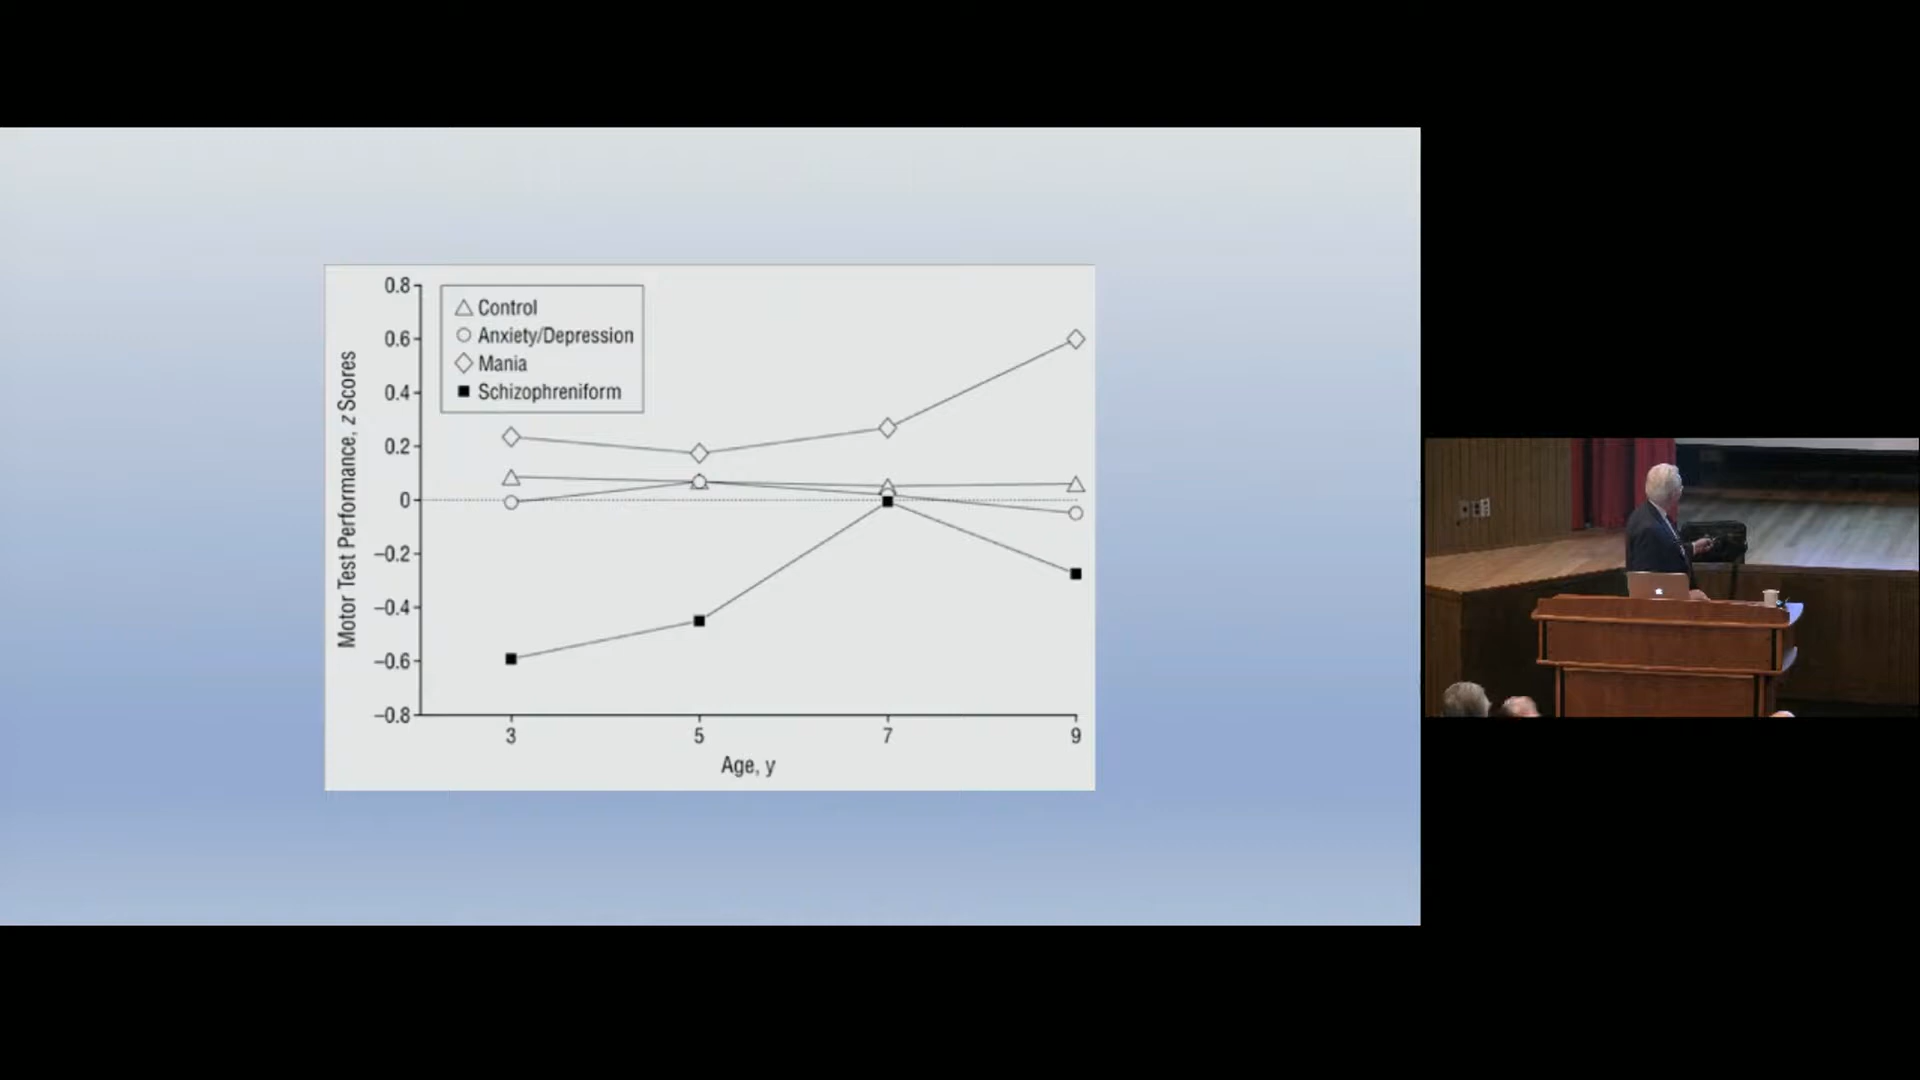 0.8
0.6
0.4
0.2
0
–0.2
–0.4
–0.6
–0.8
Motor Test Performance, z Scores
Control
Anxiety/Depression
Mania
Schizophreniform
3 5 7 9
Age, y